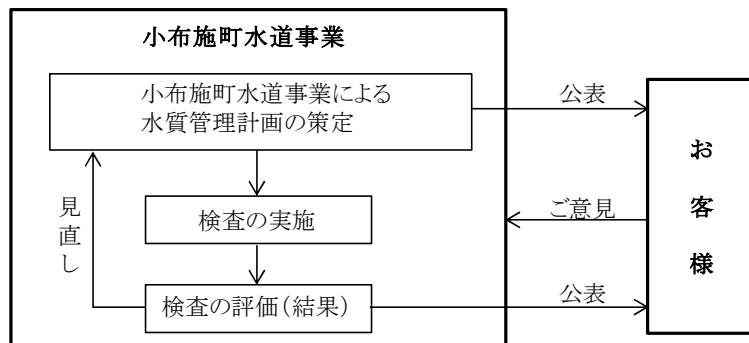 小布施町水道事業
小布施町水道事業による
水質管理計画の策定
公表
お客様
見直し
検査の実施
ご意見
検査の評価（結果）
公表